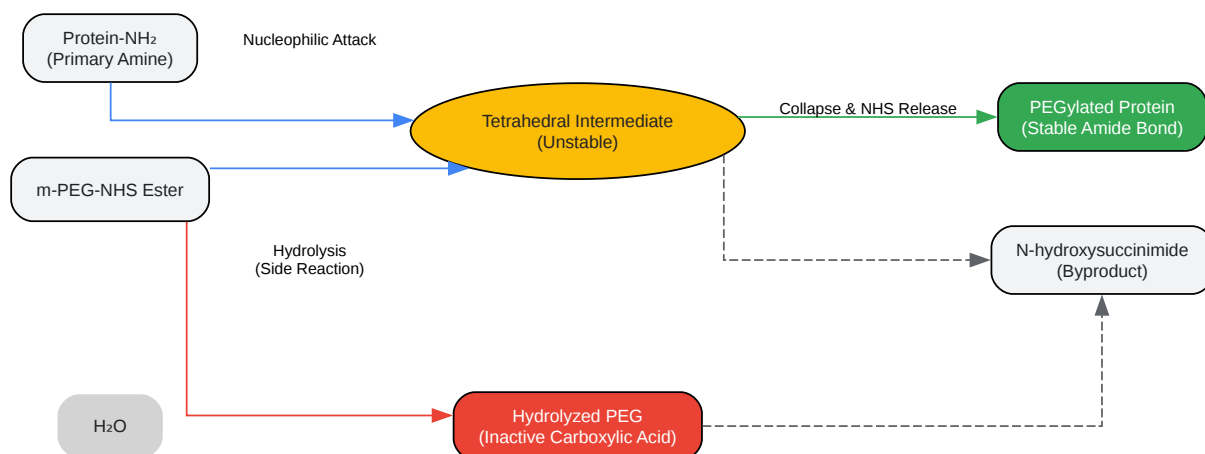 Protein-NH₂
(Primary Amine)
Nucleophilic Attack
Tetrahedral Intermediate
(Unstable)
Collapse & NHS Release
PEGylated Protein
(Stable Amide Bond)
m-PEG-NHS Ester
Hydrolysis
(Side Reaction)
N-hydroxysuccinimide
(Byproduct)
H₂O
Hydrolyzed PEG
(Inactive Carboxylic Acid)